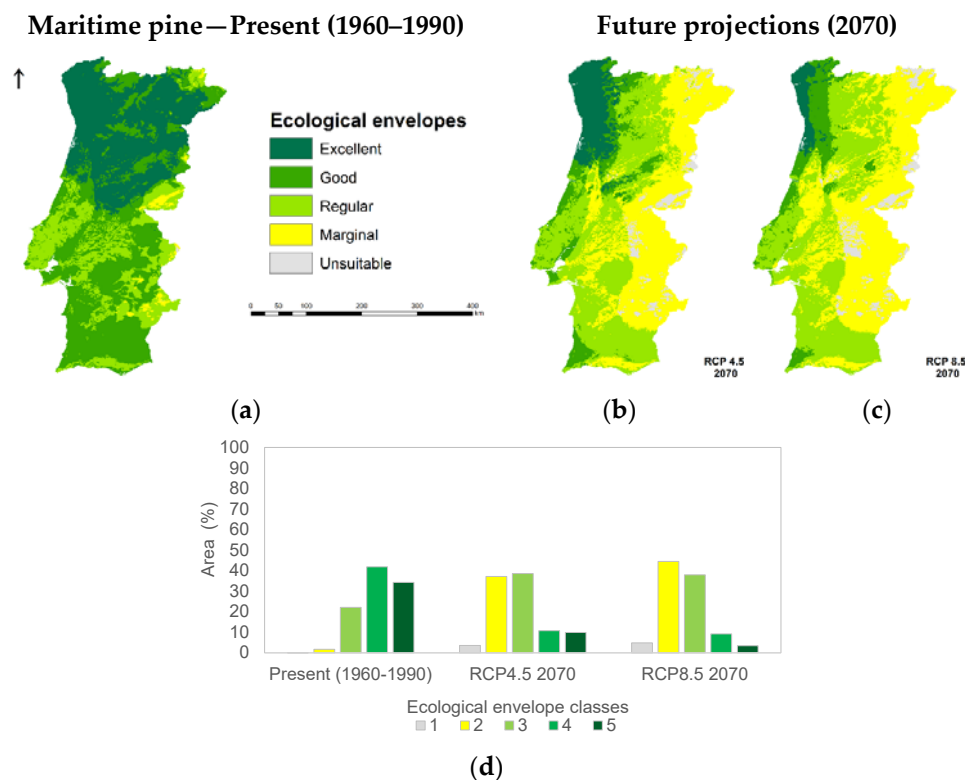 Maritime pine—Present (1960–1990)
Future projections (2070)
Ecological envelopes
Excellent
Good
Regular
Marginal
Unsuitable
0 50 100 200 300 400
km
RCP 4.5
2070
RCP 8.5
2070
(a)
(b)
(c)
100
90
80
70
60
50
40
30
20
10
0
Area (%)
Present (1960-1990)
RCP4.5 2070
RCP8.5 2070
Ecological envelope classes
1 2 3 4 5
(d)